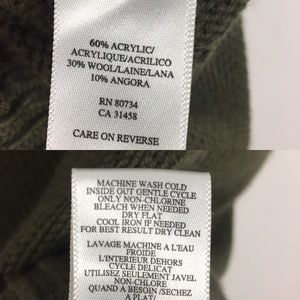 60% ACRYLIC/
ACRYLIQUE/ACRILICO
30% WOOL/LAINE/LANA
10% ANGORA
RN 80734
CA 31458
CARE ON REVERSE
MACHINE WASH COLD
INSIDE OUT GENTLE CYCLE
ONLY NON-CHLORINE
BLEACH WHEN NEEDED
DRY FLAT
COOL IRON IF NEEDED
FOR BEST RESULT DRY CLEAN
LAVAGE MACHINE A L'EAU
FROIDE
L'INTERIEUR DEHORS
CYCLE DELICAT
UTILISEZ SEULEMENT JAVEL
NON-CHLORE
QUAND A BESOIN /SECHEZ
A PLAT/